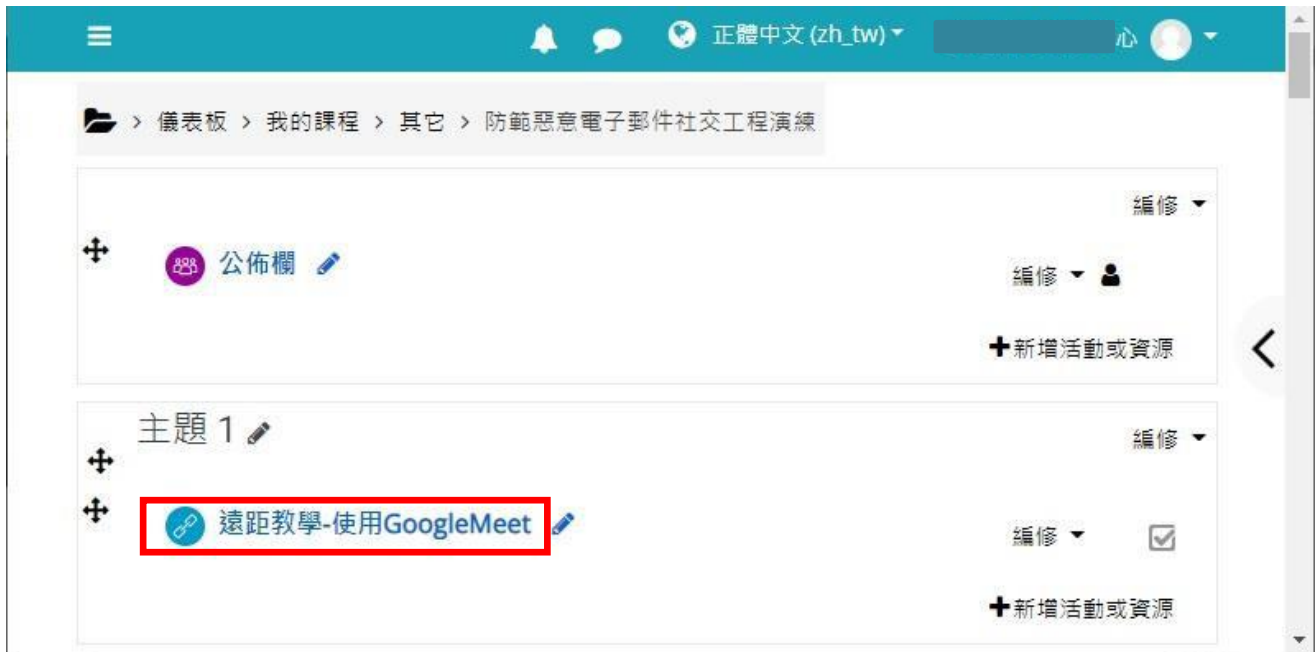 正體中文 (zh_tw)
心
> 儀表板 > 我的課程 > 其它 > 防範惡意電子郵件社交工程演練
編修
公佈欄
編修
新增活動或資源
主題 1
編修
遠距教學-使用GoogleMeet
編修
新增活動或資源